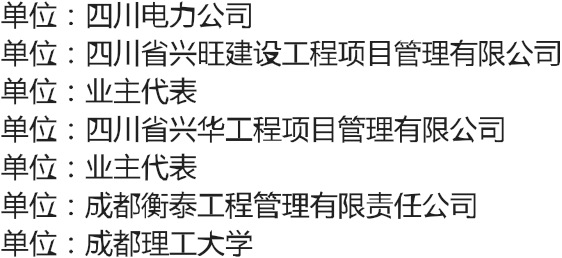 单位：四川电力公司
单位：四川省兴旺建设工程项目管理有限公司
单位：业主代表
单位：四川省兴华工程项目管理有限公司
单位：业主代表
单位：成都衡泰工程管理有限责任公司
单位：成都理工大学